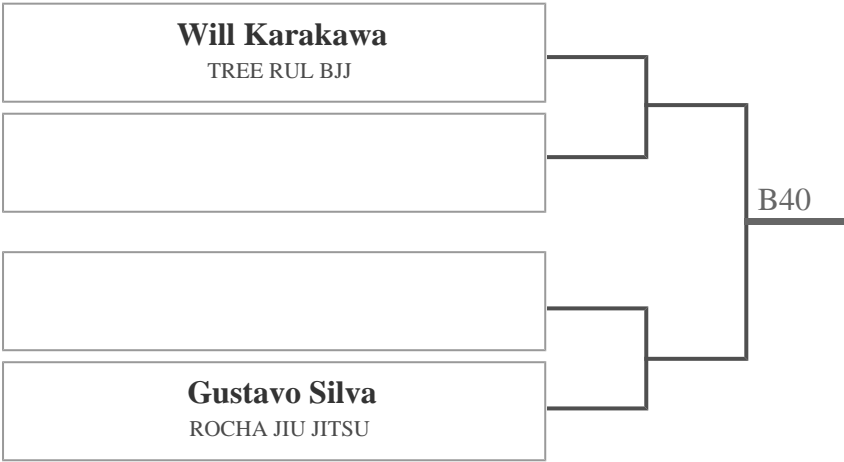 Will Karakawa
TREE RUL BJJ
B40
Gustavo Silva
ROCHA JIU JITSU